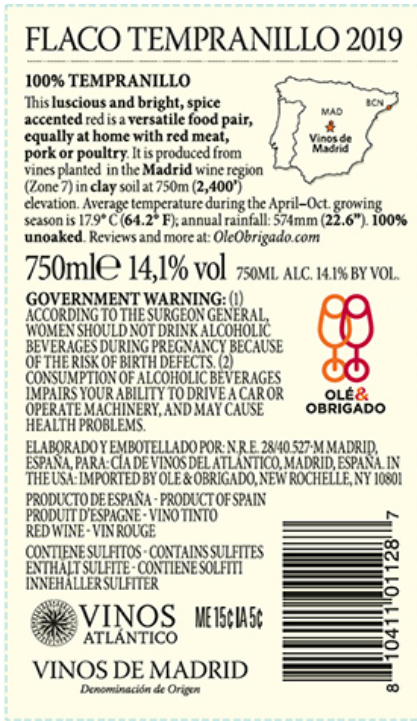 FLACO TEMPRANILLO 2019
100% TEMPRANILLO
This luscious and bright, spice
accented red is a versatile food pair,
equally at home with red meat,
pork or poultry. It is produced from
vines planted in the Madrid wine region
(Zone 7) in clay soil at 750m (2,400')
elevation. Average temperature during the April–Oct. growing
season is 17.9° C (64.2° F); annual rainfall: 574mm (22.6"). 100%
unoaked. Reviews and more at: OleObrigado.com
MAD
BCN
Vinos de
Madrid
750ml℮ 14,1% vol 750ML ALC. 14.1% BY VOL.
GOVERNMENT WARNING: (1)
ACCORDING TO THE SURGEON GENERAL,
WOMEN SHOULD NOT DRINK ALCOHOLIC
BEVERAGES DURING PREGNANCY BECAUSE
OF THE RISK OF BIRTH DEFECTS. (2)
CONSUMPTION OF ALCOHOLIC BEVERAGES
IMPAIRS YOUR ABILITY TO DRIVE A CAR OR
OPERATE MACHINERY, AND MAY CAUSE
HEALTH PROBLEMS.
OLÉ&
OBRIGADO
ELABORADO Y EMBOTELLADO POR: N.R.E. 28/40.527-M MADRID,
ESPAÑA, PARA: CÍA DE VINOS DEL ATLÁNTICO, MADRID, ESPAÑA. IN
THE USA: IMPORTED BY OLE & OBRIGADO, NEW ROCHELLE, NY 10801
PRODUCTO DE ESPAÑA - PRODUCT OF SPAIN
PRODUIT D'ESPAGNE - VINO TINTO
RED WINE - VIN ROUGE
CONTIENE SULFITOS - CONTAINS SULFITES
ENTHÄLT SULFITE - CONTIENE SOLFITI
INNEHÅLLER SULFITER
VINOS
ATLÁNTICO
ME 15¢ IA 5¢
VINOS DE MADRID
Denominación de Origen
8 10411 01128 7